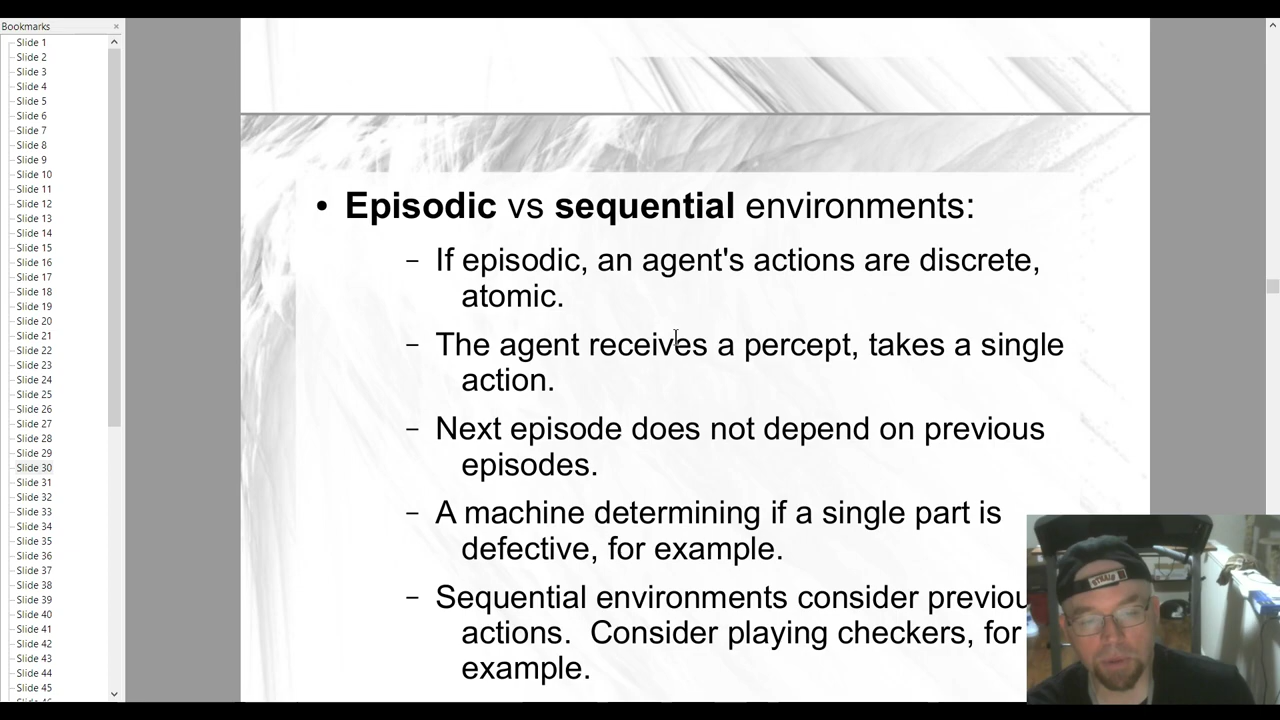 Bookmarks
Slide 1
Slide 2
Slide 3
Slide 4
Slide 5
Slide 6
Slide 7
Slide 8
Slide 9
Slide 10
Slide 11
Slide 12
Slide 13
Slide 14
Slide 15
Slide 16
Slide 17
Slide 18
Slide 19
Slide 20
Slide 21
Slide 22
Slide 23
Slide 24
Slide 25
Slide 26
Slide 27
Slide 28
Slide 29
Slide 30
Slide 31
Slide 32
Slide 33
Slide 34
Slide 35
Slide 36
Slide 37
Slide 38
Slide 39
Slide 40
Slide 41
Slide 42
Slide 43
Slide 44
Slide 45
• Episodic vs sequential environments:
– If episodic, an agent's actions are discrete,
atomic.
– The agent receives a percept, takes a single
action.
– Next episode does not depend on previous
episodes.
– A machine determining if a single part is
defective, for example.
– Sequential environments consider previou
actions. Consider playing checkers, for
example.